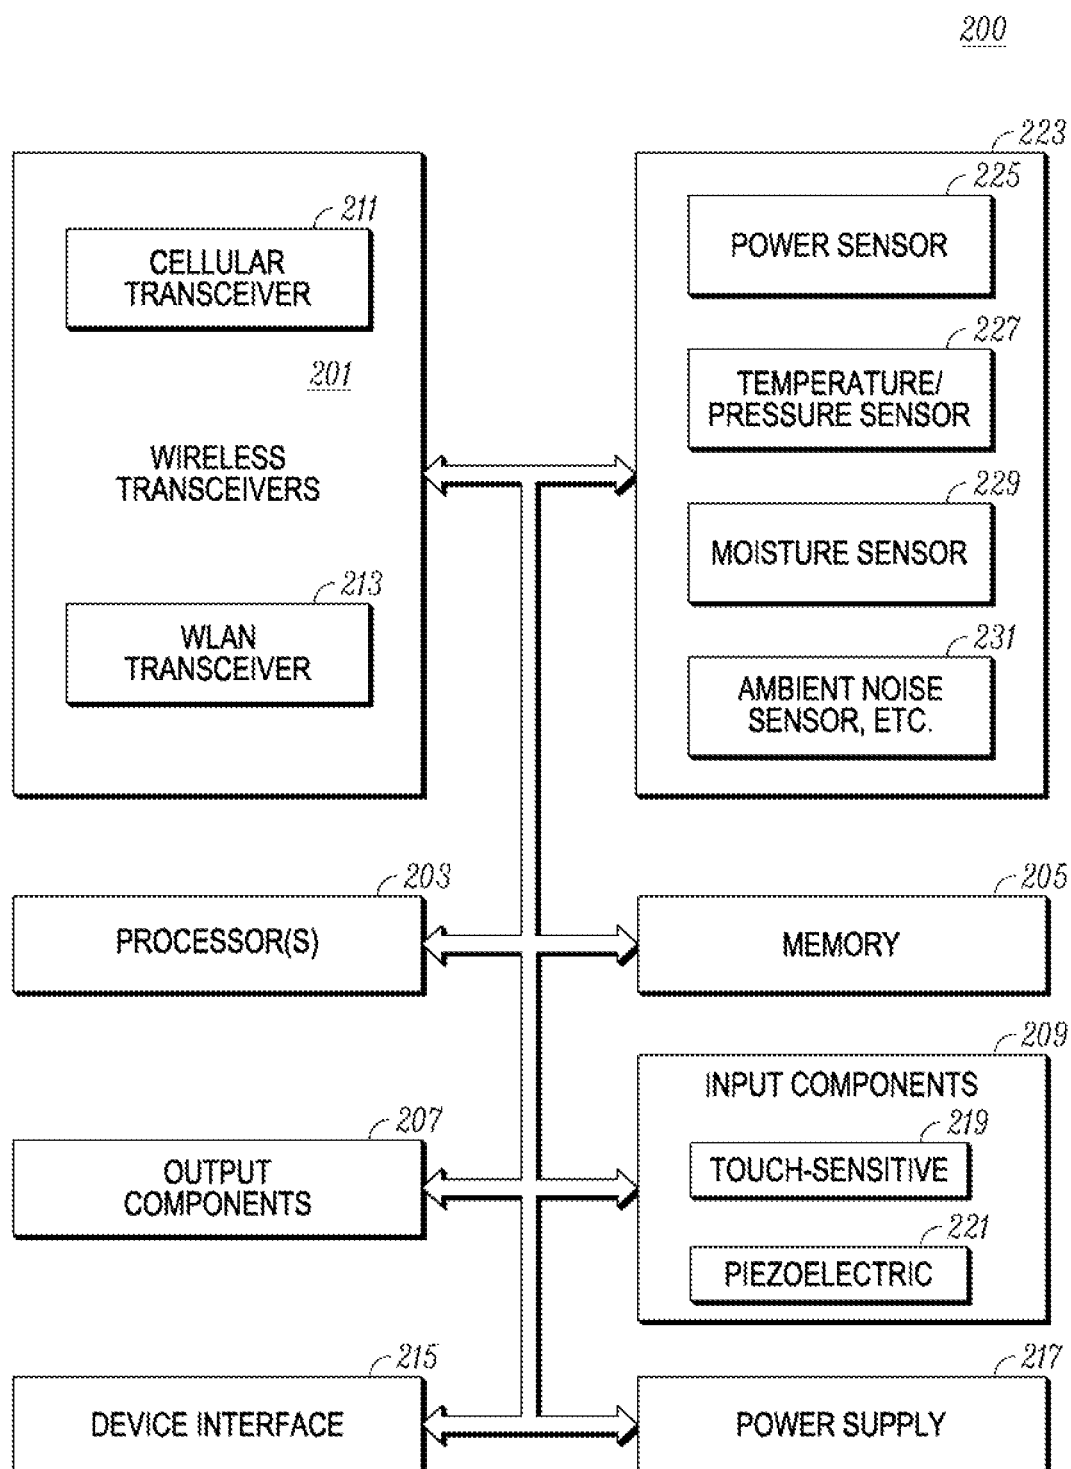 200
211
CELLULAR
TRANSCEIVER
201
WIRELESS
TRANSCEIVERS
213
WLAN
TRANSCEIVER
223
225
POWER SENSOR
227
TEMPERATURE/
PRESSURE SENSOR
229
MOISTURE SENSOR
231
AMBIENT NOISE
SENSOR, ETC.
203
PROCESSOR(S)
205
MEMORY
207
OUTPUT
COMPONENTS
209
INPUT COMPONENTS
219
TOUCH-SENSITIVE
221
PIEZOELECTRIC
215
DEVICE INTERFACE
217
POWER SUPPLY